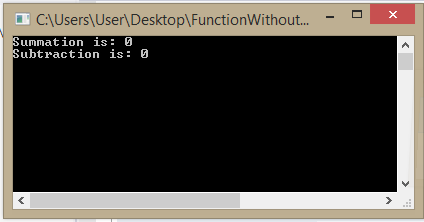 C:\Users\User\Desktop\FunctionWithout...
Summation is: 0
Subtraction is: 0